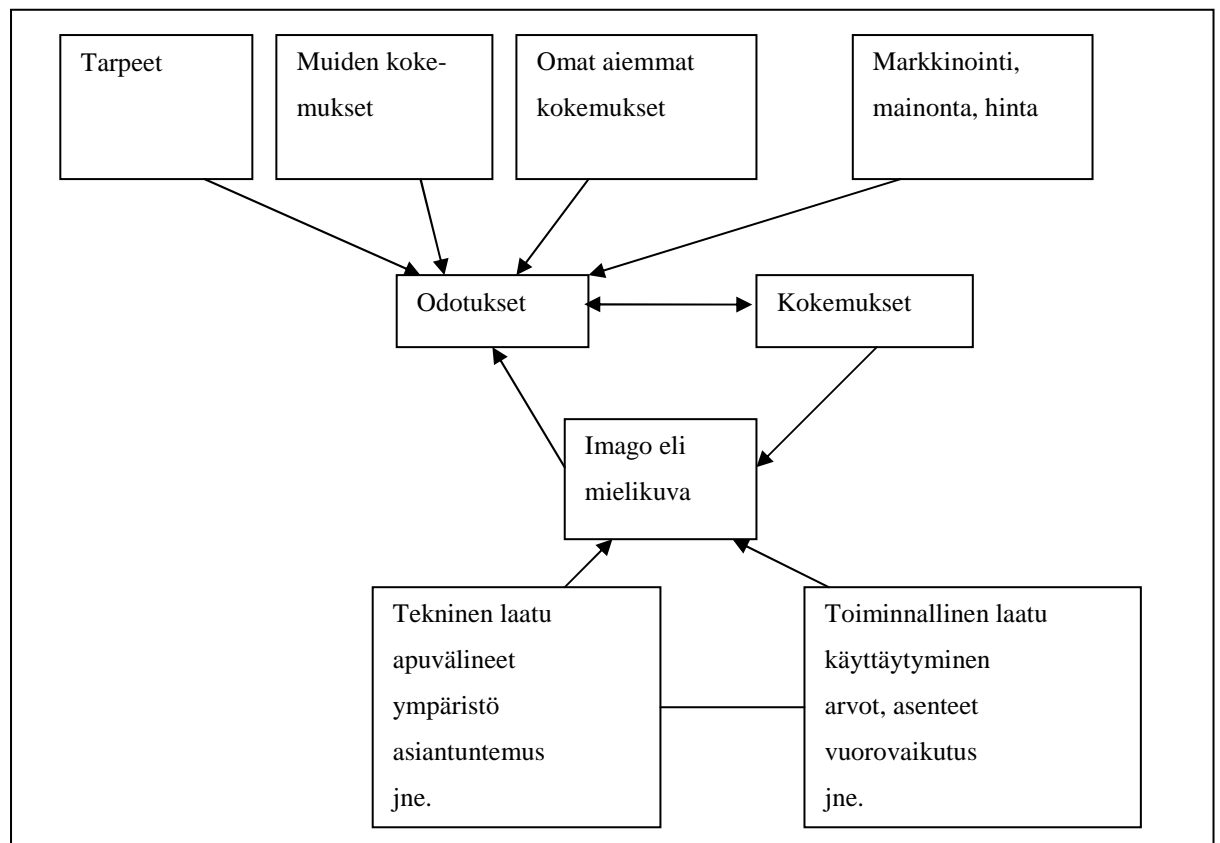 Tarpeet
Muiden koke-
mukset
Omat aiemmat
kokemukset
Markkinointi,
mainonta, hinta
Odotukset
Kokemukset
Imago eli
mielikuva
Tekninen laatu
apuvälineet
ympäristö
asiantuntemus
jne.
Toiminnallinen laatu
käyttäytyminen
arvot, asenteet
vuorovaikutus
jne.